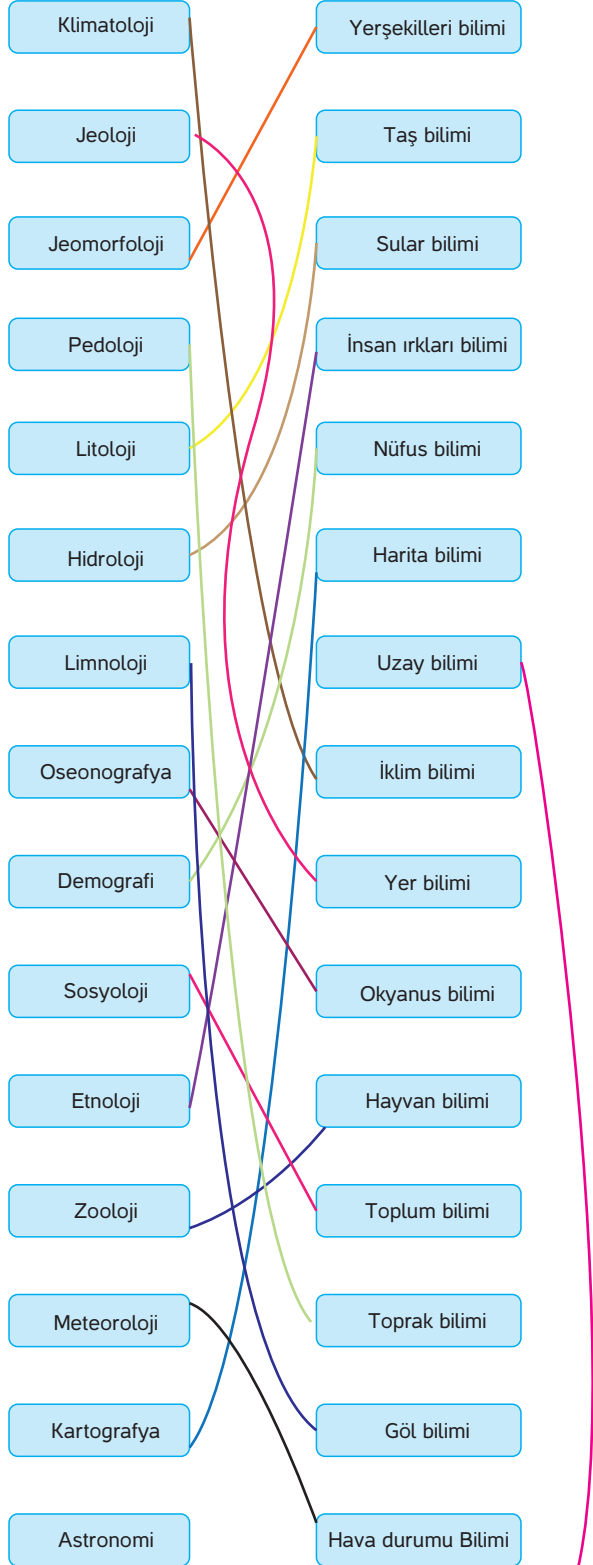 Klimatoloji Yerşekilleri bilimi
Jeoloji Taş bilimi
Jeomorfoloji Sular bilimi
Pedoloji İnsan ırkları bilimi
Litoloji Nüfus bilimi
Hidroloji Harita bilimi
Limnoloji Uzay bilimi
Oseonografya İklim bilimi
Demografi Yer bilimi
Sosyoloji Okyanus bilimi
Etnoloji Hayvan bilimi
Zooloji Toplum bilimi
Meteoroloji Toprak bilimi
Kartografya Göl bilimi
Astronomi Hava durumu Bilimi